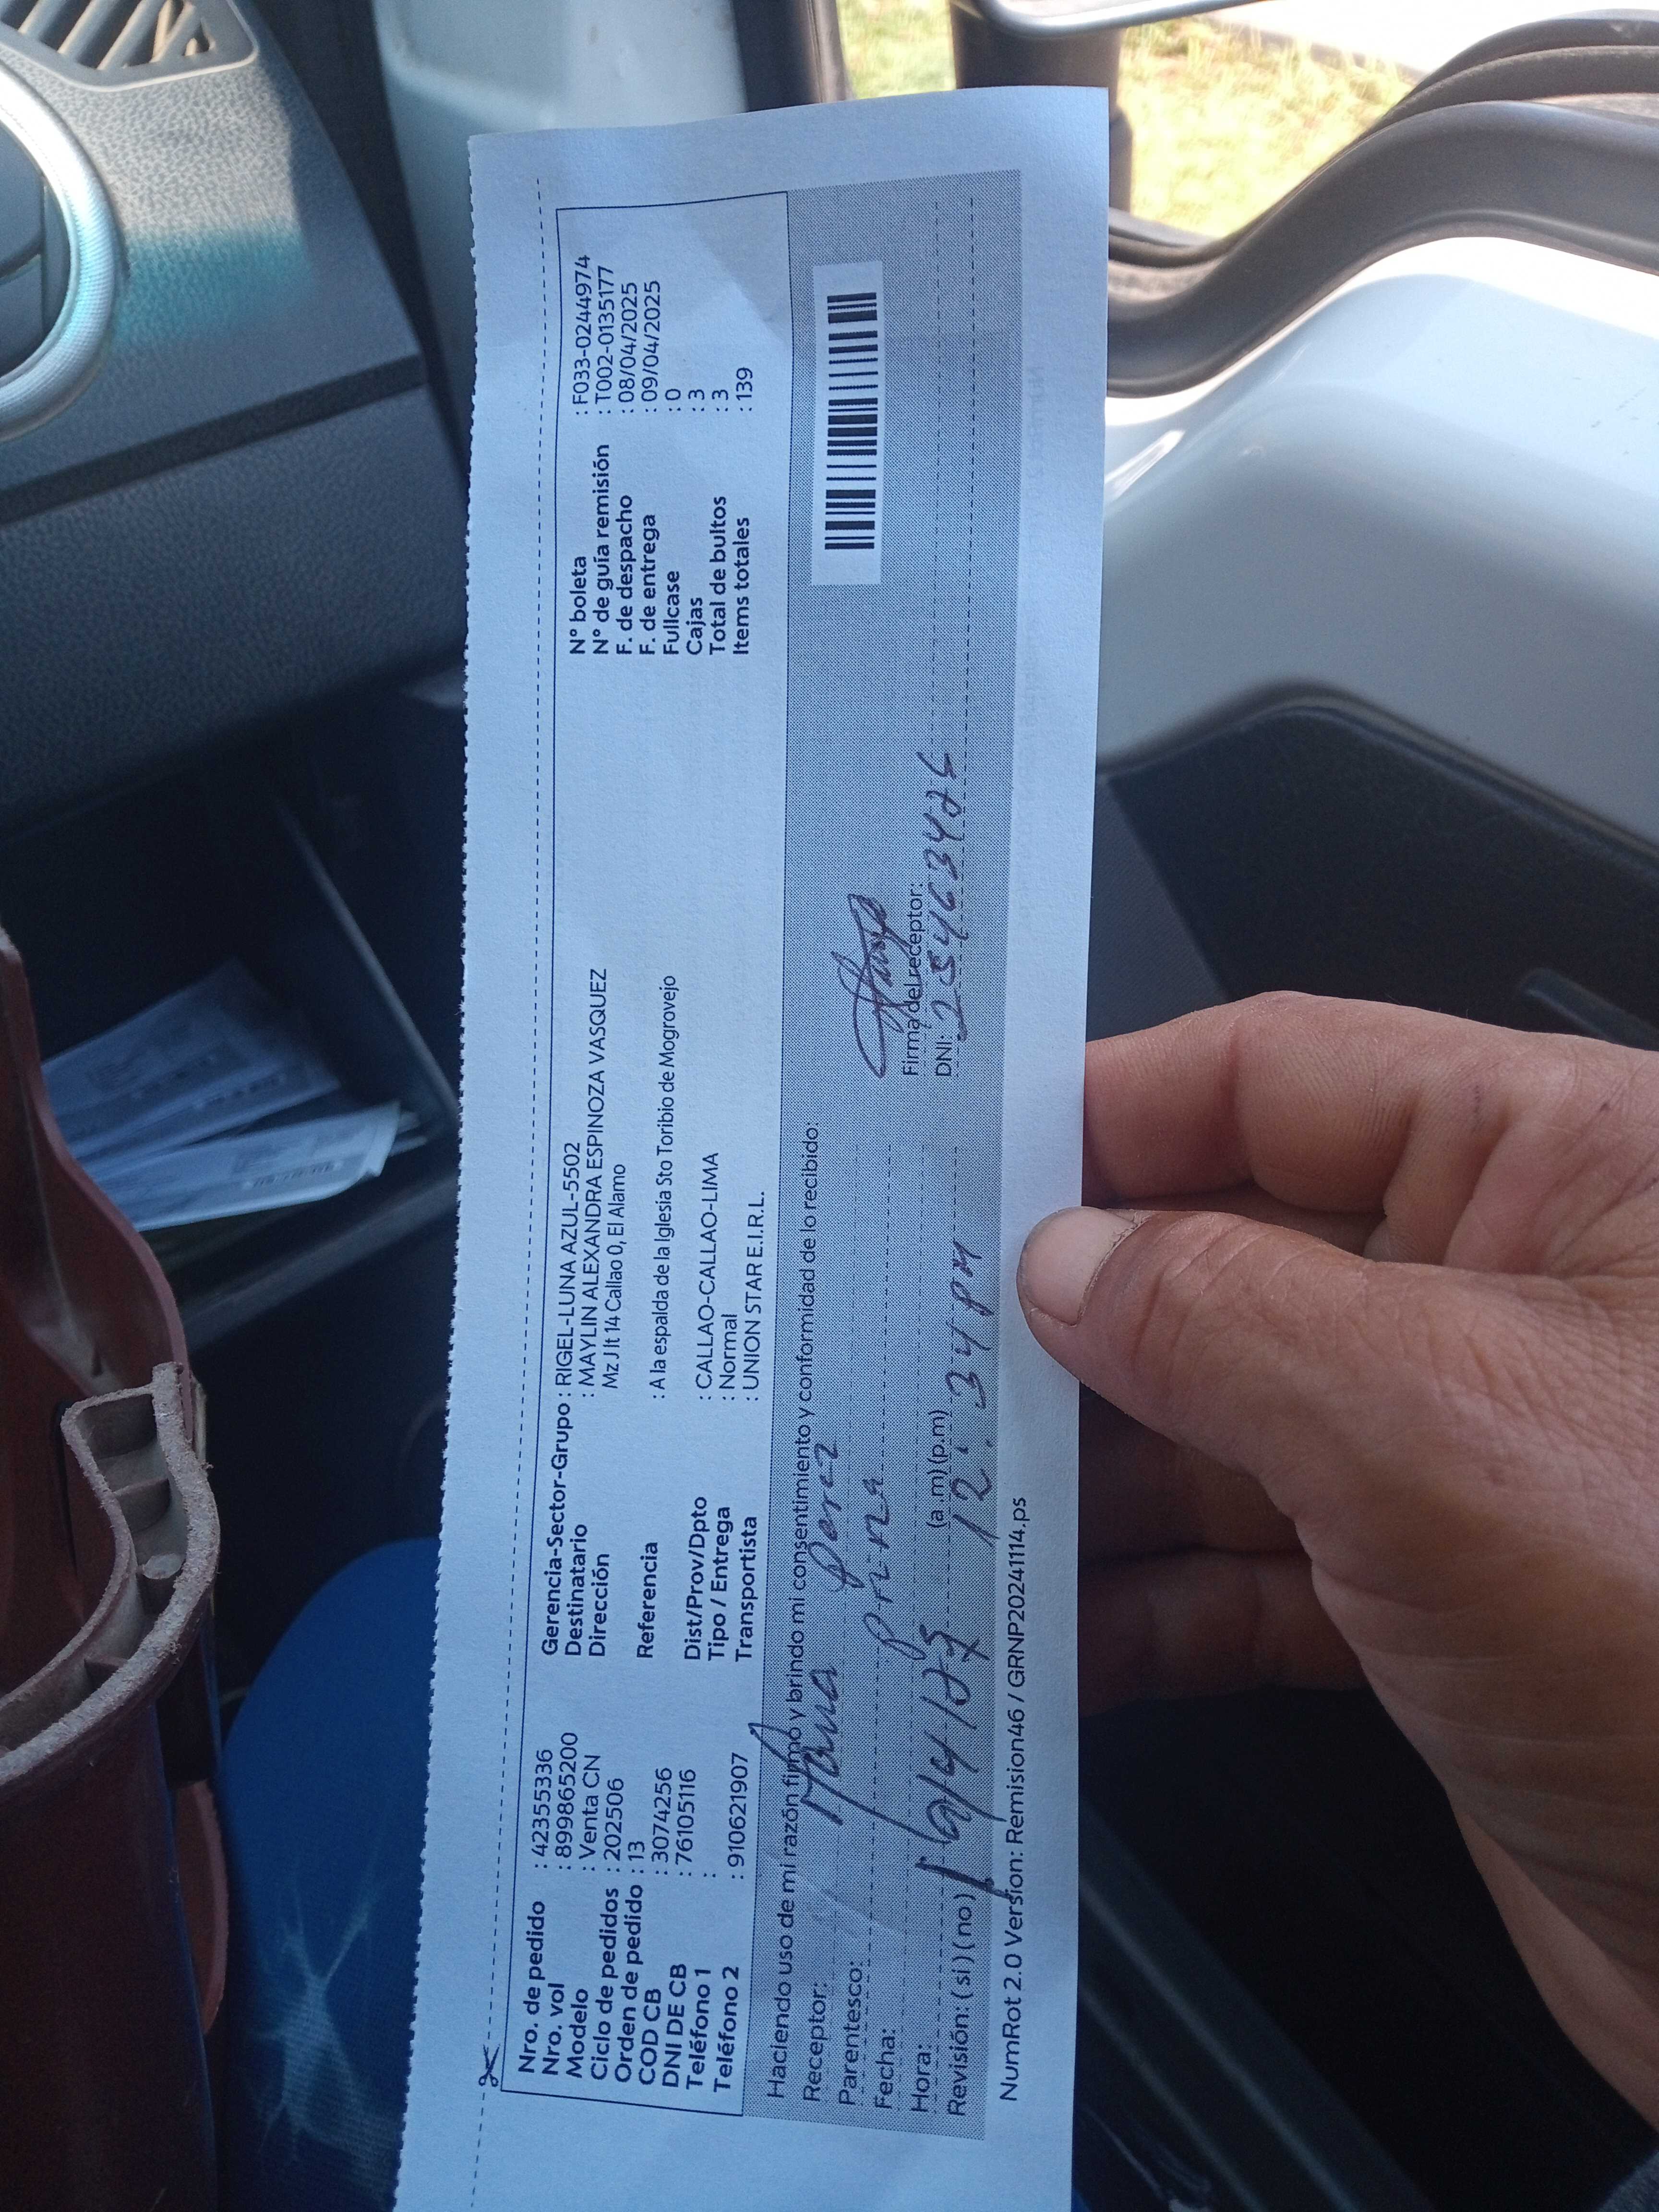 Nro. de pedido : 42355336
Nro. vol : 899865200
Modelo : Venta CN
Ciclo de pedidos : 202506
Orden de pedido : 13
COD CB : 3074256
DNI DE CB : 76105116
Teléfono 1 :
Teléfono 2 : 910621907
Gerencia-Sector-Grupo : RIGEL-LUNA AZUL-5502
Destinatario : MAYLIN ALEXANDRA ESPINOZA VASQUEZ
Dirección Mz J lt 14 Callao 0, El Alamo
Referencia : A la espalda de la Iglesia Sto Toribio de Mogrovejo
Dist/Prov/Dpto : CALLAO-CALLAO-LIMA
Tipo / Entrega : Normal
Transportista : UNION STAR E.I.R.L.
N° boleta : F033-0244974
N° de guía remisión : T002-0135177
F. de despacho : 08/04/2025
F. de entrega : 09/04/2025
Fullcase : 0
Cajas : 3
Total de bultos : 3
Items totales : 139
Haciendo uso de mi razón firmo y brindo mi consentimiento y conformidad de lo recibido:
Receptor: Perez
Parentesco: Prima
Fecha:
Hora: (a.m) (p.m) 12:34 PM
Revisión: ( si ) ( no )
Firma del receptor:
DNI: 25463426
NumRot 2.0 Version: Remision46 / GRNP20241114.ps